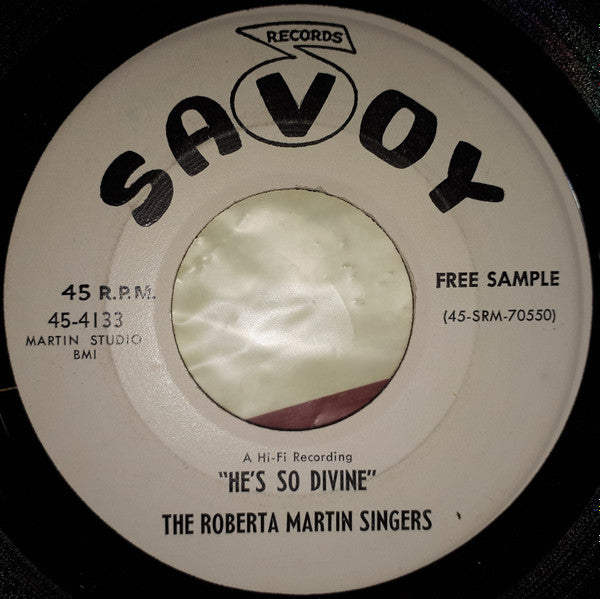 RECORDS
SAVOY
45 R.P.M.
45-4133
MARTIN STUDIO
BMI
FREE SAMPLE
(45-SRM-70550)
A Hi-Fi Recording
"HE'S SO DIVINE"
THE ROBERTA MARTIN SINGERS